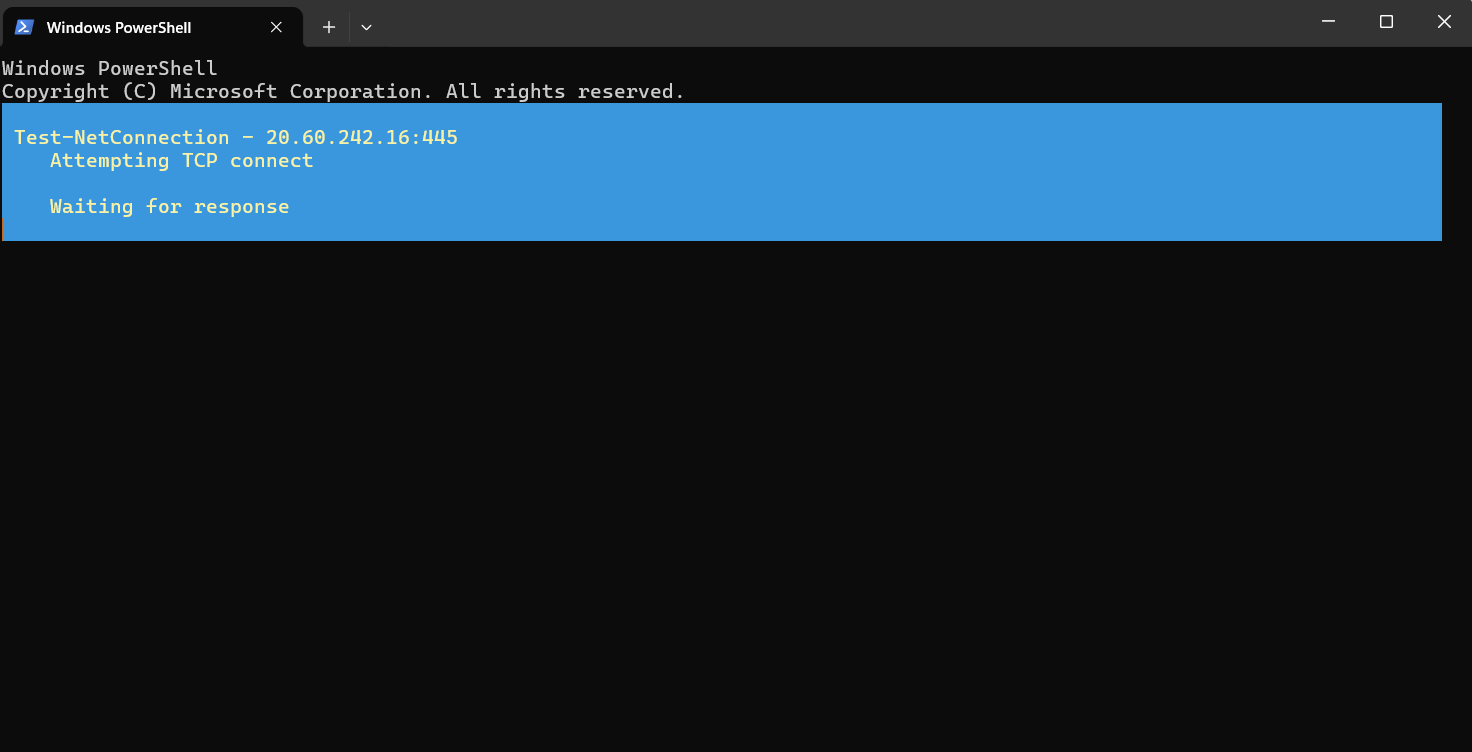 Windows PowerShell
Windows PowerShell
Copyright (C) Microsoft Corporation. All rights reserved.
Test-NetConnection - 20.60.242.16:445
Attempting TCP connect
Waiting for response